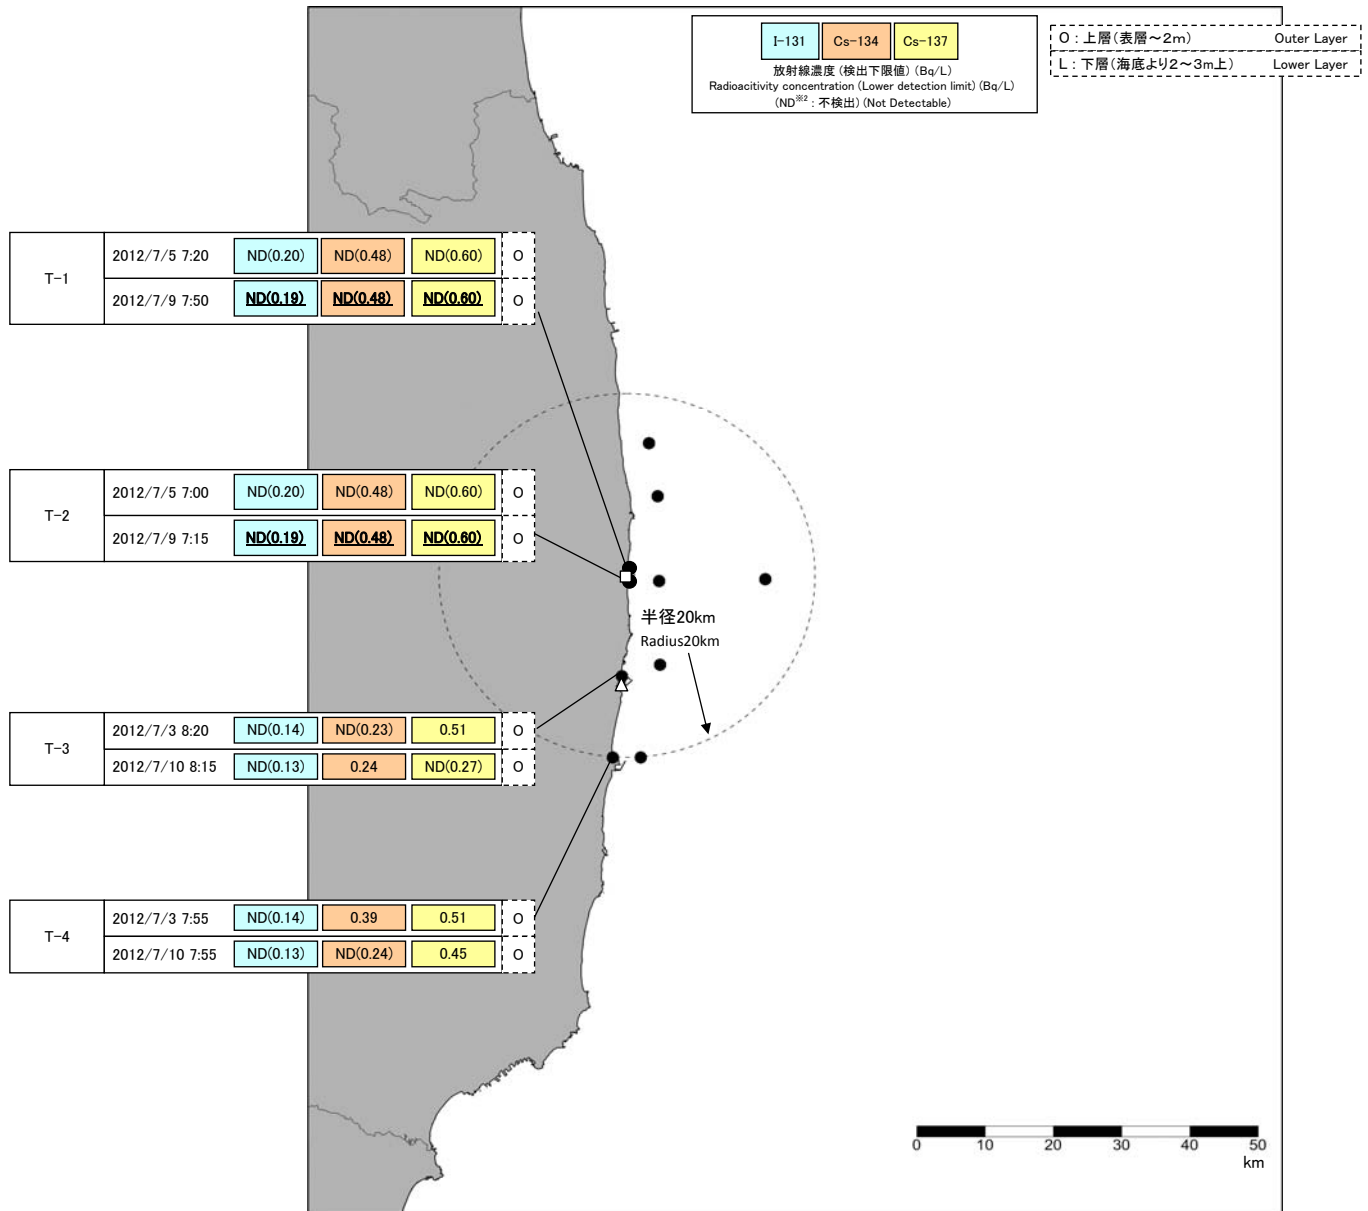 I-131 Cs-134 Cs-137
放射線濃度(検出下限値)(Bq/L)
Radioacitivity concentration(Lower detection limit)(Bq/L)
(ND※2:不検出)(Not Detectable)
O:上層(表層~2m) Outer Layer
L:下層(海底より2~3m上) Lower Layer
T-1
2012/7/5 7:20 ND(0.20) ND(0.48) ND(0.60) O
2012/7/9 7:50 ND(0.19) ND(0.48) ND(0.60) O
T-2
2012/7/5 7:00 ND(0.20) ND(0.48) ND(0.60) O
2012/7/9 7:15 ND(0.19) ND(0.48) ND(0.60) O
半径20km
Radius20km
T-3
2012/7/3 8:20 ND(0.14) ND(0.23) 0.51 O
2012/7/10 8:15 ND(0.13) 0.24 ND(0.27) O
T-4
2012/7/3 7:55 ND(0.14) 0.39 0.51 O
2012/7/10 7:55 ND(0.13) ND(0.24) 0.45 O
0 10 20 30 40 50
km